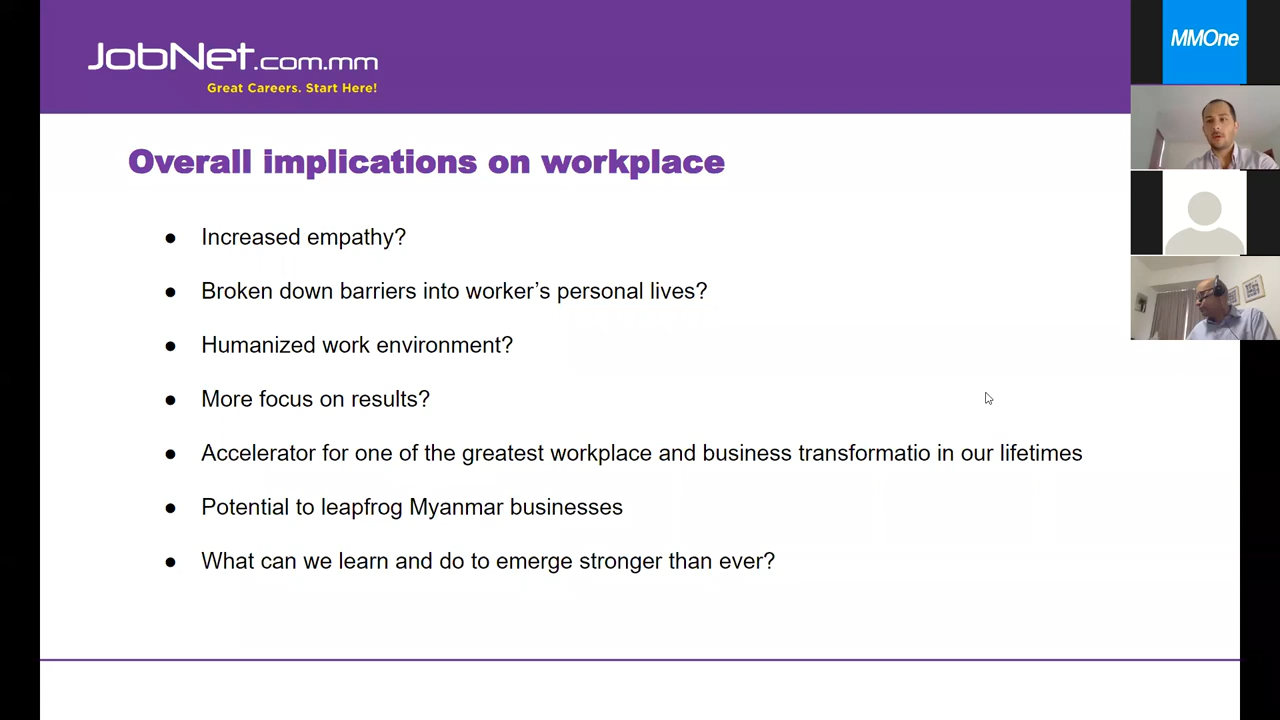 JobNet.com.mm
Great Careers. Start Here!
MMOne
Overall implications on workplace
● Increased empathy?
● Broken down barriers into worker’s personal lives?
● Humanized work environment?
● More focus on results?
● Accelerator for one of the greatest workplace and business transformatio in our lifetimes
● Potential to leapfrog Myanmar businesses
● What can we learn and do to emerge stronger than ever?